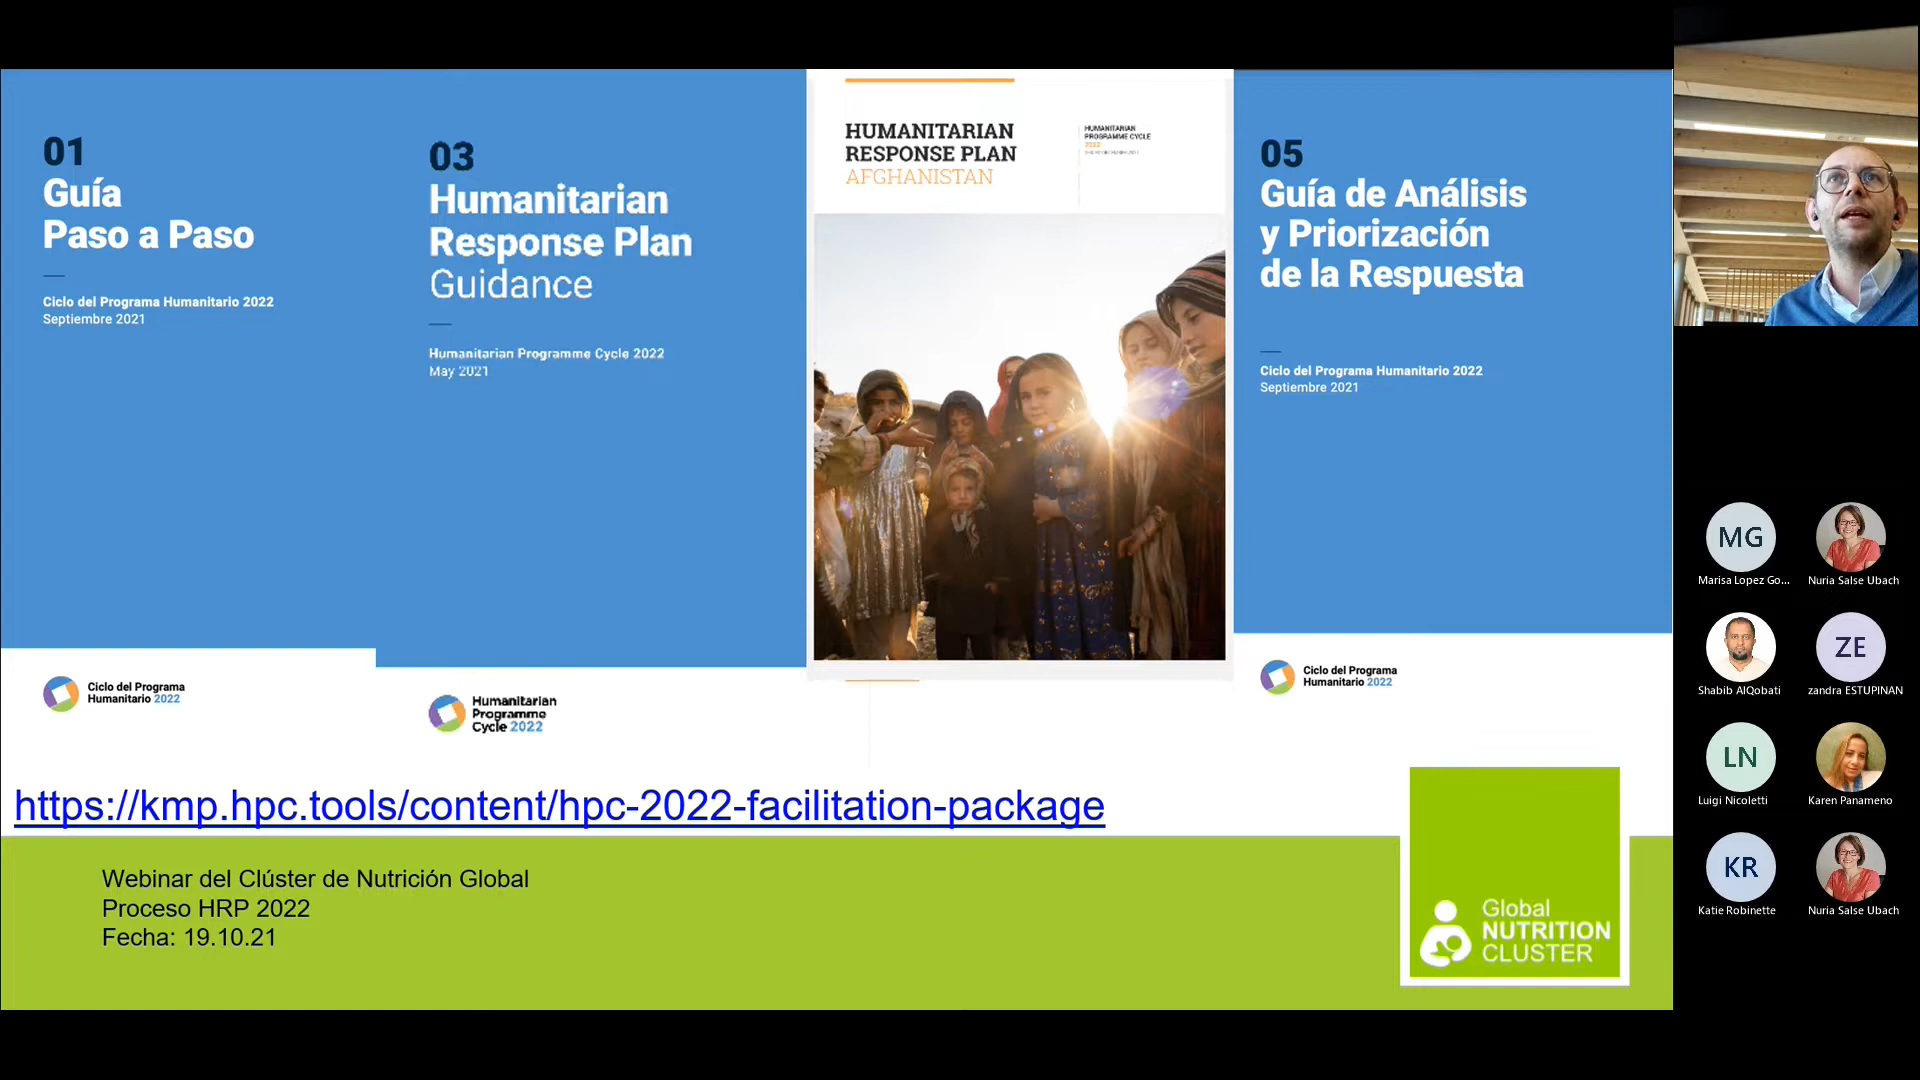 01
Guía
Paso a Paso
Ciclo del Programa Humanitario 2022
Septiembre 2021
Ciclo del Programa
Humanitario 2022
03
Humanitarian
Response Plan
Guidance
Humanitarian Programme Cycle 2022
May 2021
Humanitarian
Programme
Cycle 2022
HUMANITARIAN
RESPONSE PLAN
AFGHANISTAN
HUMANITARIAN
PROGRAMME CYCLE
2022
05
Guía de Análisis
y Priorización
de la Respuesta
Ciclo del Programa Humanitario 2022
Septiembre 2021
Ciclo del Programa
Humanitario 2022
https://kmp.hpc.tools/content/hpc-2022-facilitation-package
Webinar del Clúster de Nutrición Global
Proceso HRP 2022
Fecha: 19.10.21
Global
NUTRITION
CLUSTER
MG
Marisa Lopez Go...
Nuria Salse Ubach
Shabib AlQobati
ZE
zandra ESTUPINAN
LN
Luigi Nicoletti
Karen Panameno
KR
Katie Robinette
Nuria Salse Ubach